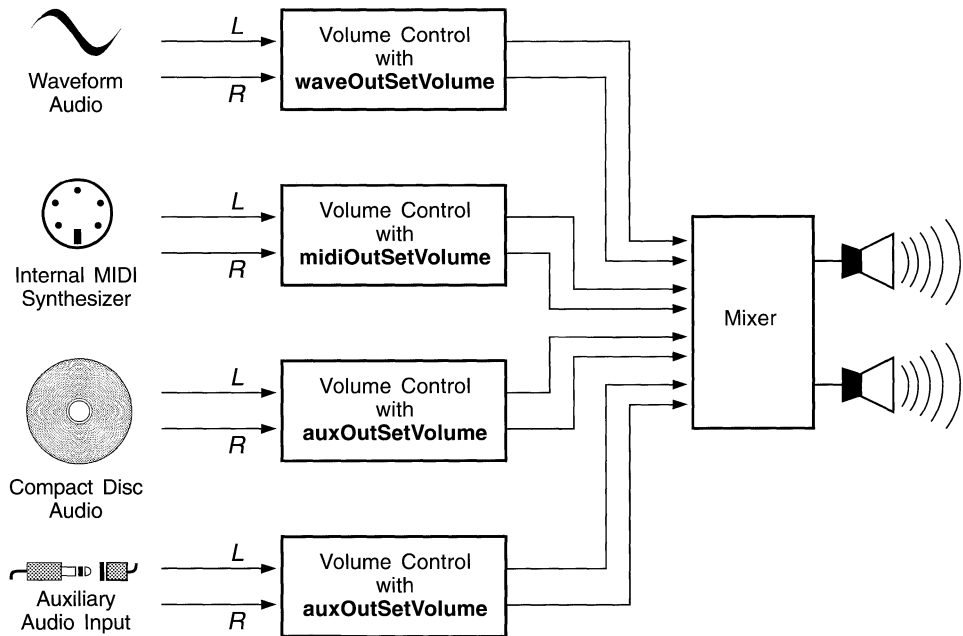 Waveform
Audio
L
R
Volume Control
with
waveOutSetVolume
Internal MIDI
Synthesizer
L
R
Volume Control
with
midiOutSetVolume
Compact Disc
Audio
L
R
Volume Control
with
auxOutSetVolume
Auxiliary
Audio Input
L
R
Volume Control
with
auxOutSetVolume
Mixer